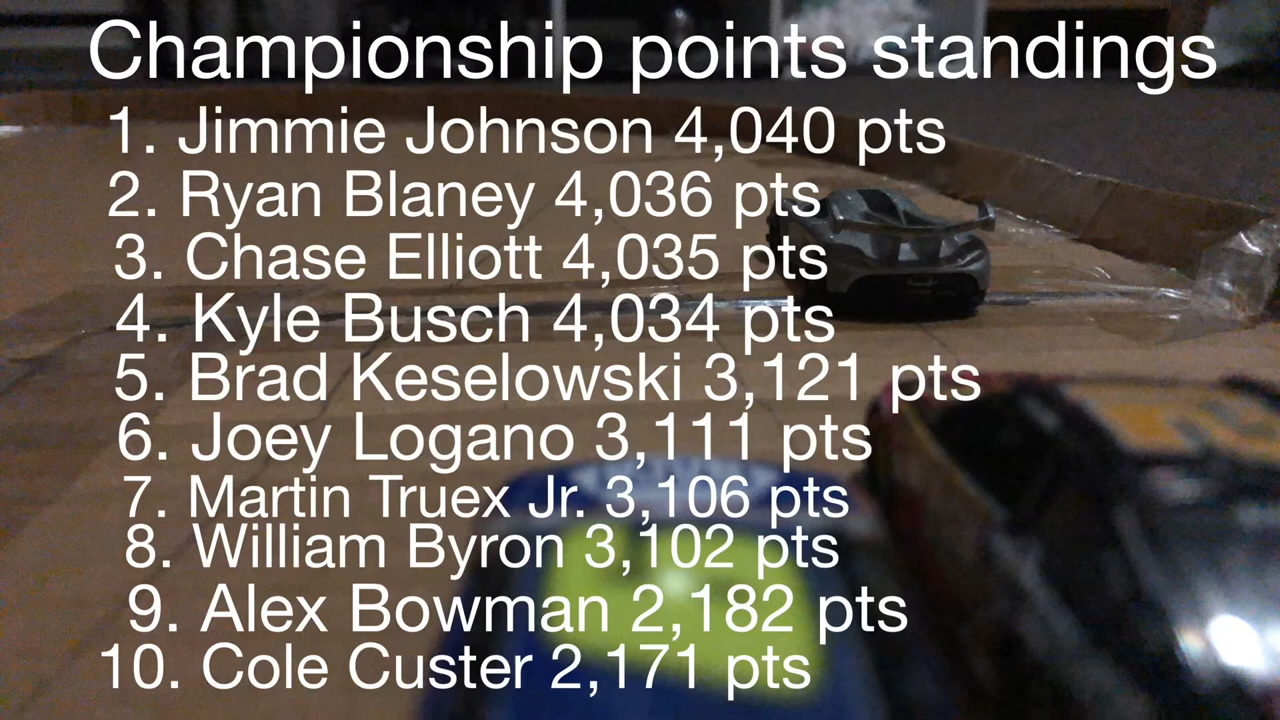 Championship points standings
1. Jimmie Johnson 4,040 pts
2. Ryan Blaney 4,036 pts
3. Chase Elliott 4,035 pts
4. Kyle Busch 4,034 pts
5. Brad Keselowski 3,121 pts
6. Joey Logano 3,111 pts
7. Martin Truex Jr. 3,106 pts
8. William Byron 3,102 pts
9. Alex Bowman 2,182 pts
10. Cole Custer 2,171 pts